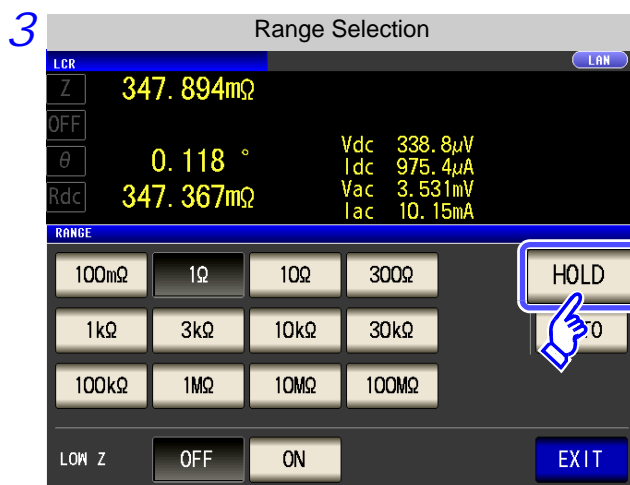 3 Range Selection
LCR LAN
Z 347.894mΩ
OFF
Vdc 338.8µV
θ 0.118 ° Idc 975.4µA
Vac 3.531mV
Rdc 347.367mΩ Iac 10.15mA
RANGE
100mΩ 1Ω 10Ω 300Ω HOLD
1kΩ 3kΩ 10kΩ 30kΩ
100kΩ 1MΩ 10MΩ 100MΩ
LOW Z OFF ON EXIT